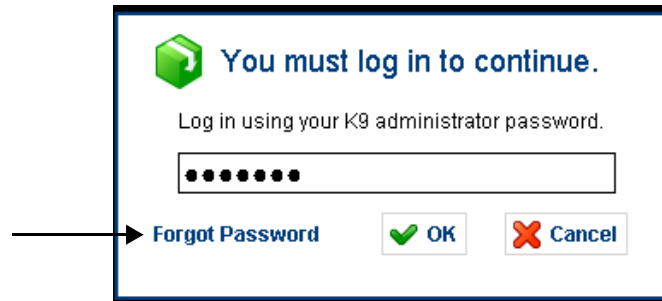 You must log in to continue.
Log in using your K9 administrator password.
●●●●●●●
Forgot Password OK Cancel